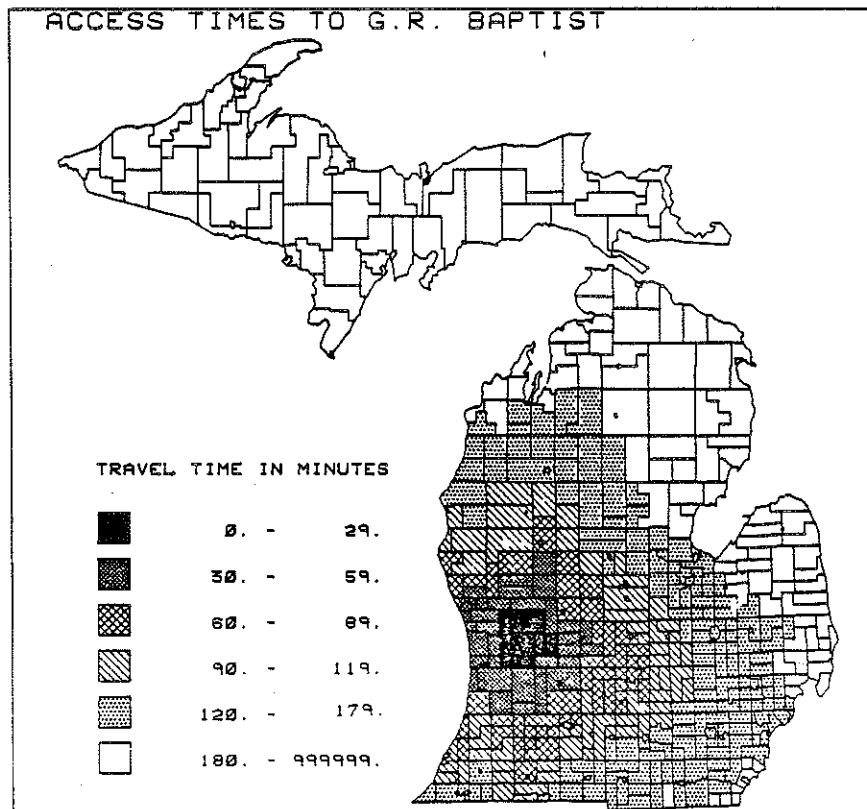 ACCESS TIMES TO G.R. BAPTIST
TRAVEL TIME IN MINUTES
0. - 29.
30. - 59.
60. - 89.
90. - 119.
120. - 179.
180. - 999999.